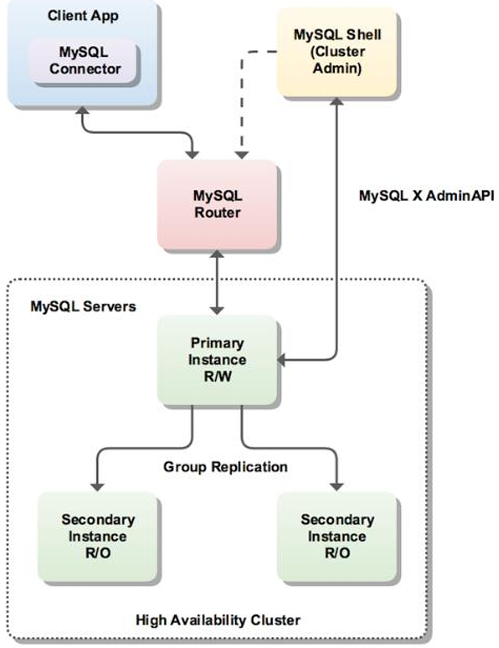 Client App
MySQL
Connector
MySQL Shell
(Cluster
Admin)
MySQL
Router
MySQL X AdminAPI
MySQL Servers
Primary
Instance
R/W
Group Replication
Secondary
Instance
R/O
Secondary
Instance
R/O
High Availability Cluster